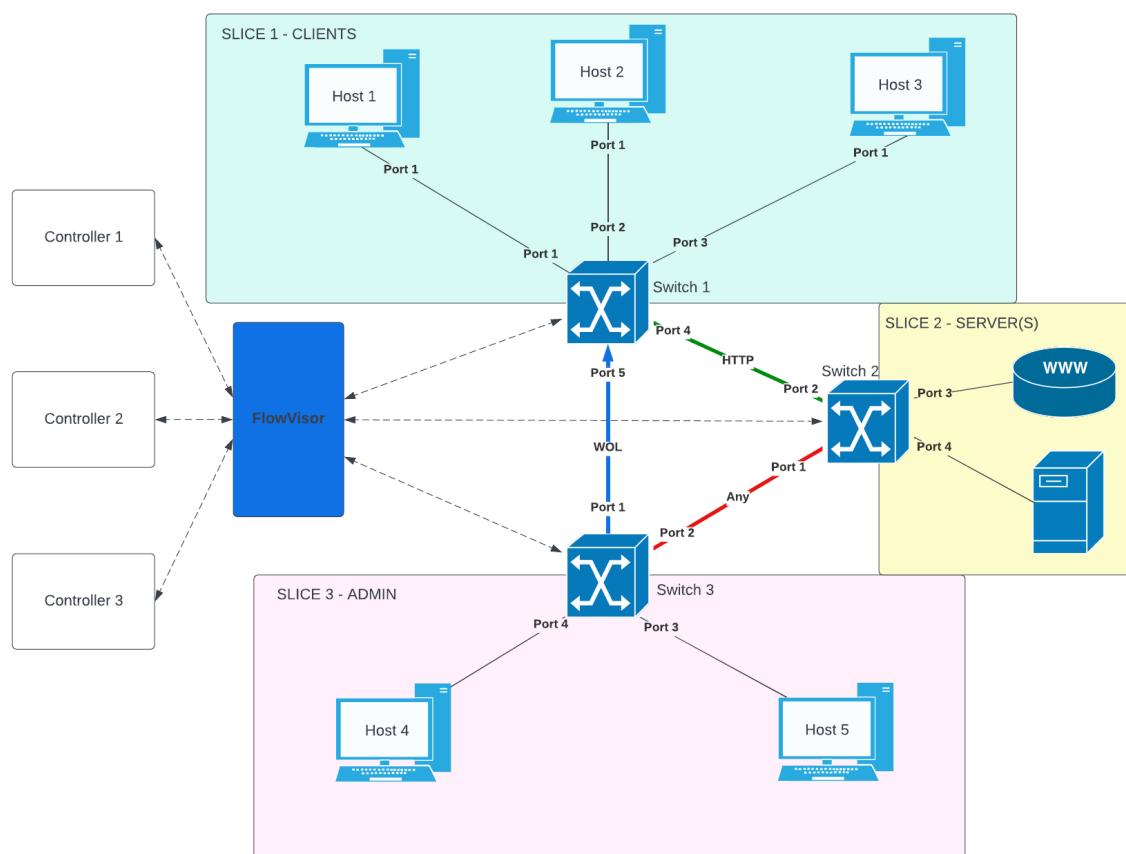 SLICE 1 - CLIENTS
Host 1
Host 2
Host 3
Port 1
Port 1
Port 1
Port 1
Port 2
Port 3
Switch 1
Controller 1
Controller 2
Controller 3
FlowVisor
Port 4
HTTP
Port 2
Port 5
WOL
Port 1
SLICE 2 - SERVER(S)
Switch 2
Port 3
WWW
Port 4
Port 1
Any
Port 2
Switch 3
SLICE 3 - ADMIN
Port 4
Port 3
Host 4
Host 5